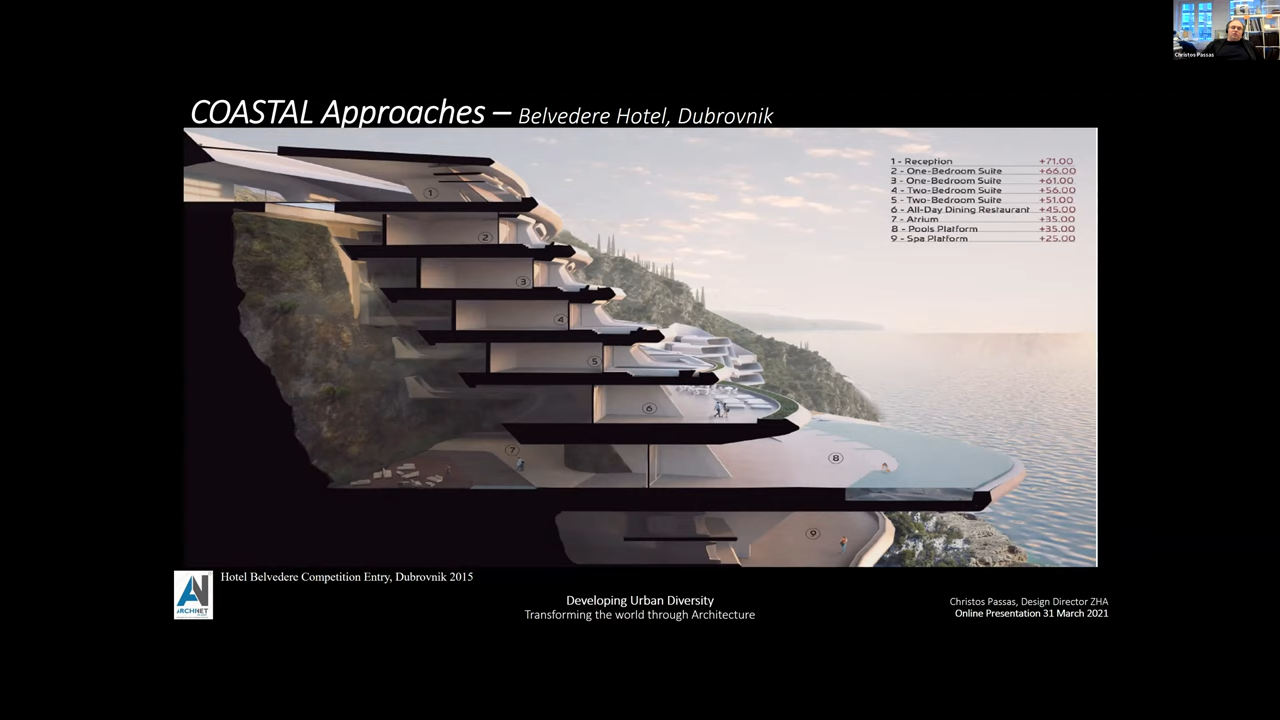 Christos Passas
COASTAL Approaches – Belvedere Hotel, Dubrovnik
1 - Reception +71.00
2 - One-Bedroom Suite +66.00
3 - One-Bedroom Suite +61.00
4 - Two-Bedroom Suite +56.00
5 - Two-Bedroom Suite +51.00
6 - All-Day Dining Restaurant +45.00
7 - Atrium +35.00
8 - Pools Platform +35.00
9 - Spa Platform +25.00
1
2
3
4
5
6
7
8
9
Hotel Belvedere Competition Entry, Dubrovnik 2015
AN
ARCHNET
Developing Urban Diversity
Transforming the world through Architecture
Christos Passas, Design Director ZHA
Online Presentation 31 March 2021